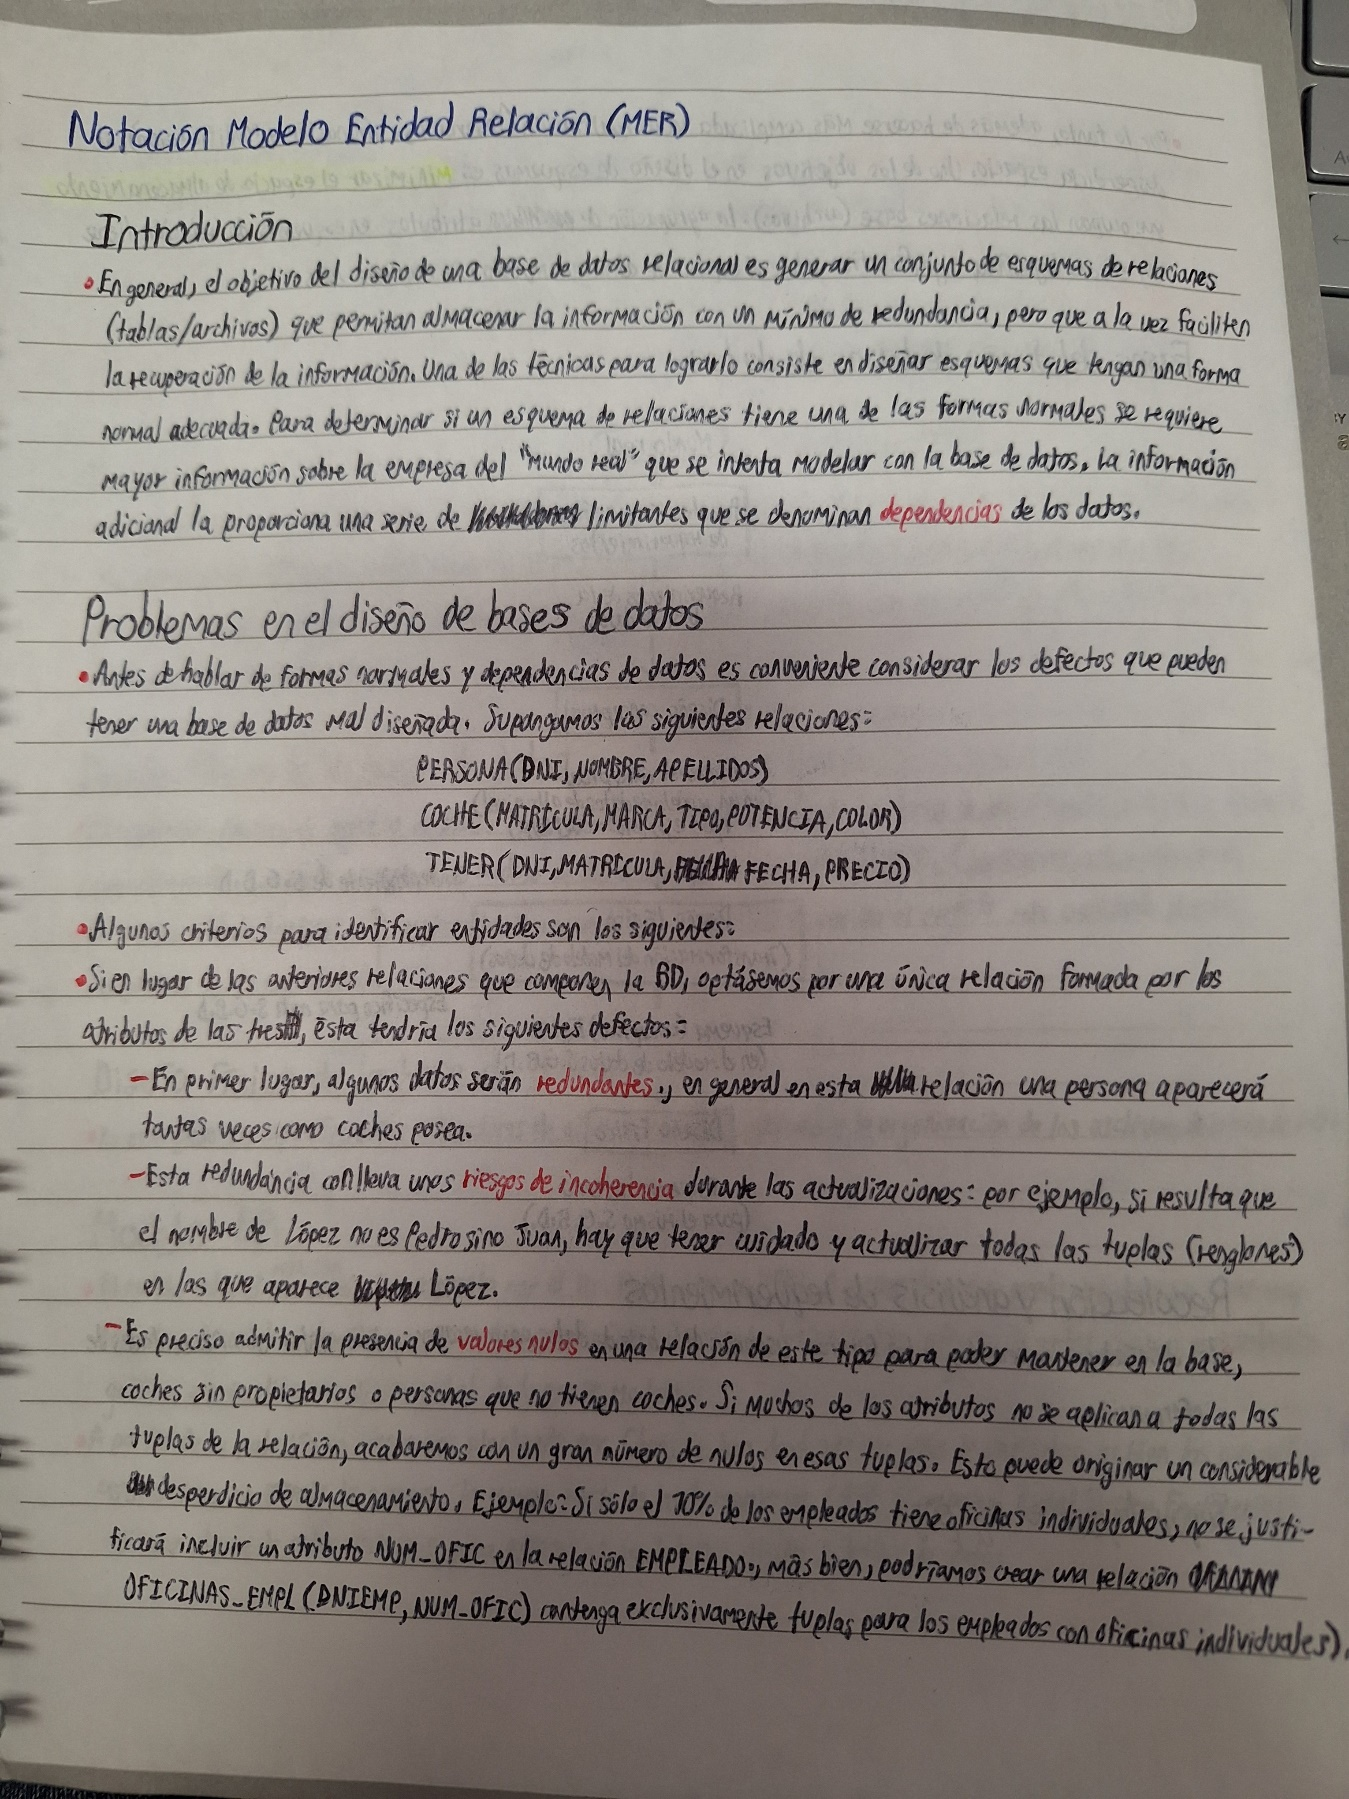 Notación Modelo Entidad Relación (MER)
Introducción
• En general, el objetivo del diseño de una base de datos relacional es generar un conjunto de esquemas de relaciones
(tablas/archivos) que permitan almacenar la información con un mínimo de redundancia, pero que a la vez faciliten
la recuperación de la información. Una de las técnicas para lograrlo consiste en diseñar esquemas que tengan una forma
normal adecuada. Para determinar si un esquema de relaciones tiene una de las formas normales se requiere
mayor información sobre la empresa del "mundo real" que se intenta modelar con la base de datos. La información
adicional la proporciona una serie de limitantes que se denominan dependencias de los datos.
Problemas en el diseño de bases de datos
• Antes de hablar de formas normales y dependencias de datos es conveniente considerar los defectos que pueden
tener una base de datos mal diseñada. Supongamos las siguientes relaciones:
PERSONA(DNI, NOMBRE, APELLIDOS)
COCHE(MATRÍCULA, MARCA, TIPO, POTENCIA, COLOR)
TENER(DNI, MATRICULA, FECHA, PRECIO)
• Algunos criterios para identificar entidades son los siguientes:
• Si en lugar de las anteriores relaciones que componen la BD, optásemos por una única relación formada por los
atributos de las tres, ésta tendría los siguientes defectos:
- En primer lugar, algunos datos serán redundantes., en general en esta relación una persona aparecerá
tantas veces como coches posea.
- Esta redundancia conlleva unos riesgos de incoherencia durante las actualizaciones: por ejemplo, si resulta que
el nombre de López no es Pedro sino Juan, hay que tener cuidado y actualizar todas las tuplas (renglones)
en las que aparece López.
- Es preciso admitir la presencia de valores nulos en una relación de este tipo para poder mantener en la base,
coches sin propietarios o personas que no tienen coches. Si muchos de los atributos no se aplican a todas las
tuplas de la relación, acabaremos con un gran número de nulos en esas tuplas. Esto puede originar un considerable
desperdicio de almacenamiento. Ejemplo: Si sólo el 10% de los empleados tiene oficinas individuales, no se justi-
ficará incluir un atributo NUM_OFIC en la relación EMPLEADO., más bien, podríamos crear una relación
OFICINAS_EMPL (DNIEMP, NUM_OFIC) contenga exclusivamente tuplas para los empleados con oficinas individuales).